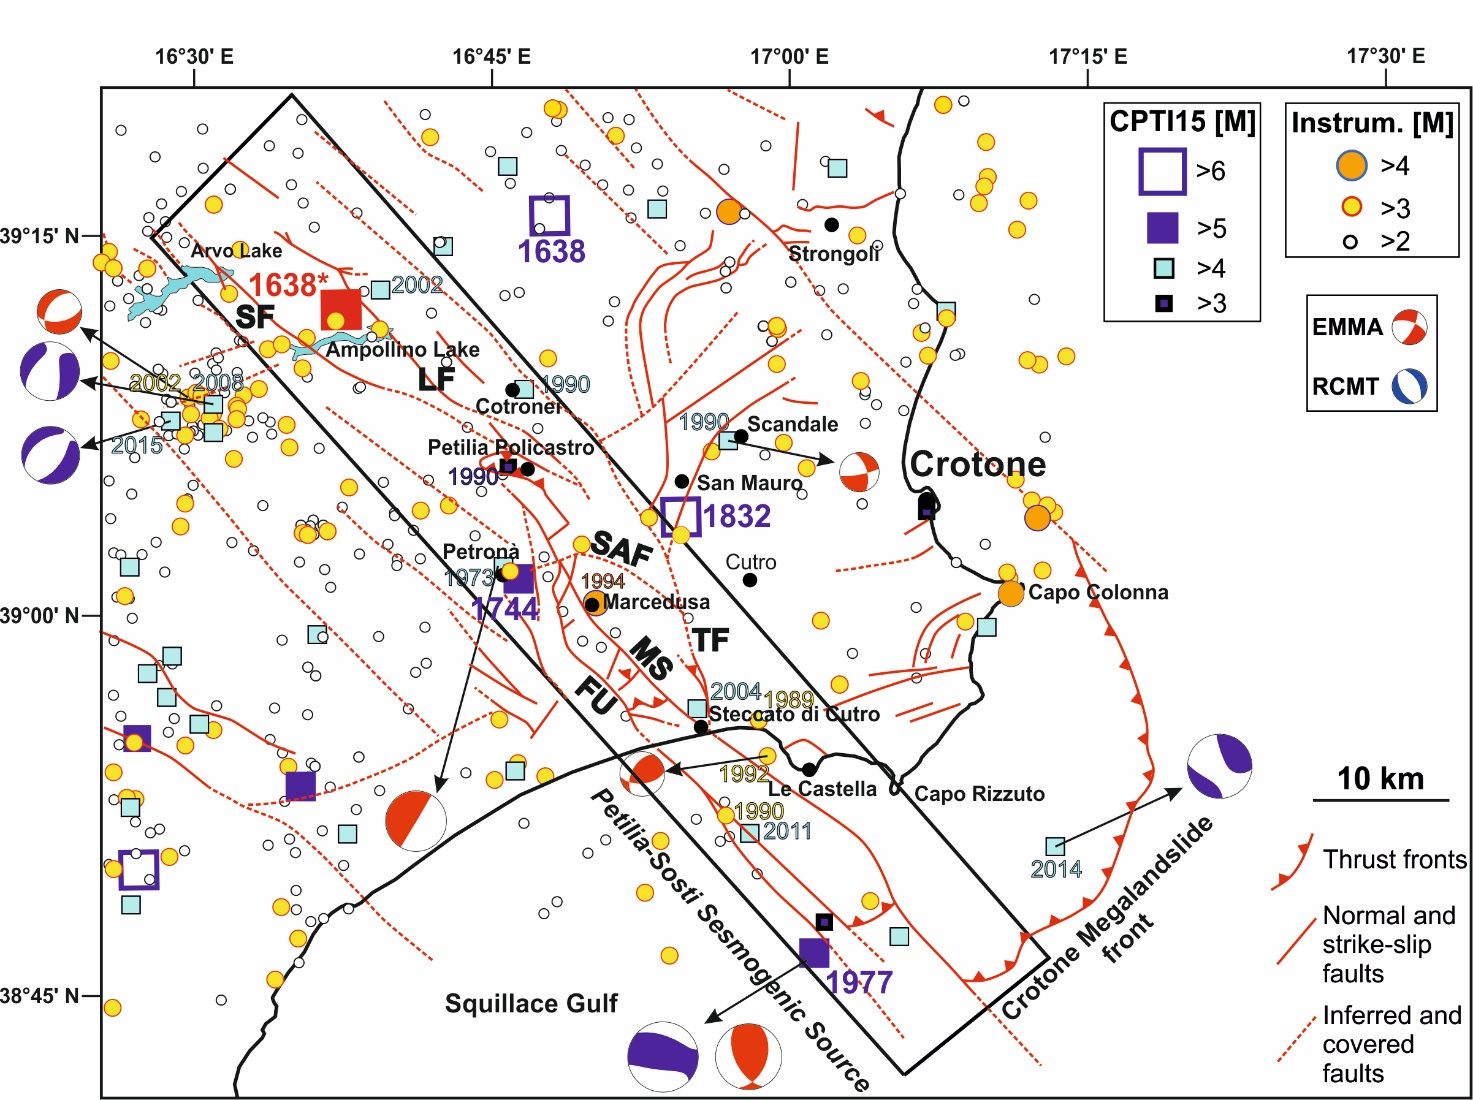 16°30' E
16°45' E
17°00' E
17°15' E
17°30' E
39°15' N
39°00' N
38°45' N
CPTI15 [M]
>6
>5
>4
>3
Instrum. [M]
>4
>3
>2
EMMA
RCMT
1638
Strongoli
Arvo Lake
1638*
2002
SF
Ampollino Lake
LF
2002
2008
1990
Cotronei
2015
1990
Scandale
Petilia Policastro
1990
San Mauro
Crotone
1832
SAF
Petronà
1973
Cutro
1994
Marcedusa
1744
Capo Colonna
TF
MS
FU
2004
1989
Steccato di Cutro
1992
Le Castella
Capo Rizzuto
1990
2011
2014
10 km
Petilia-Sosti Sesmogenic Source
Crotone Megalandslide
front
1977
Squillace Gulf
Thrust fronts
Normal and
strike-slip
faults
Inferred and
covered
faults